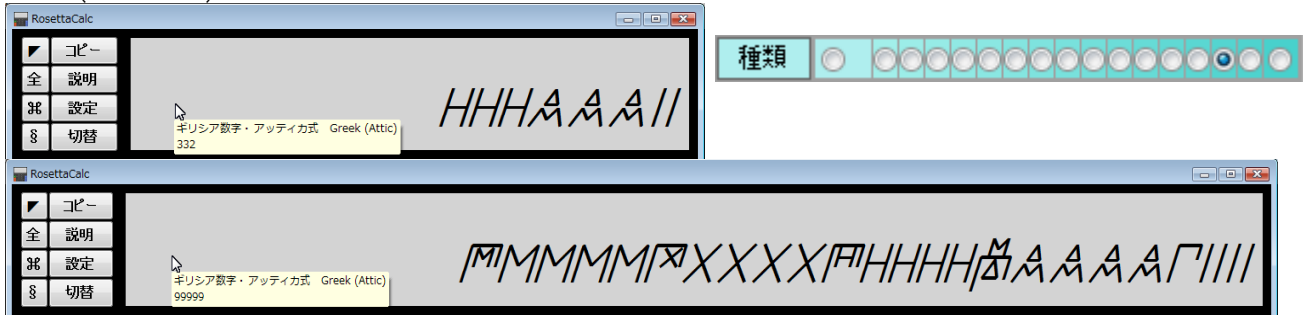 RosettaCalc
◤ コピー
全 説明
⌘ 設定
§ 切替
HHHΔΔΔII
ギリシア数字・アッティカ式 Greek (Attic)
332
種類
RosettaCalc
◤ コピー
全 説明
⌘ 設定
§ 切替
𐅇MMMM𐅆XXXX𐅅HHHH𐅄ΔΔΔΔ𐅃IIII
ギリシア数字・アッティカ式 Greek (Attic)
99999